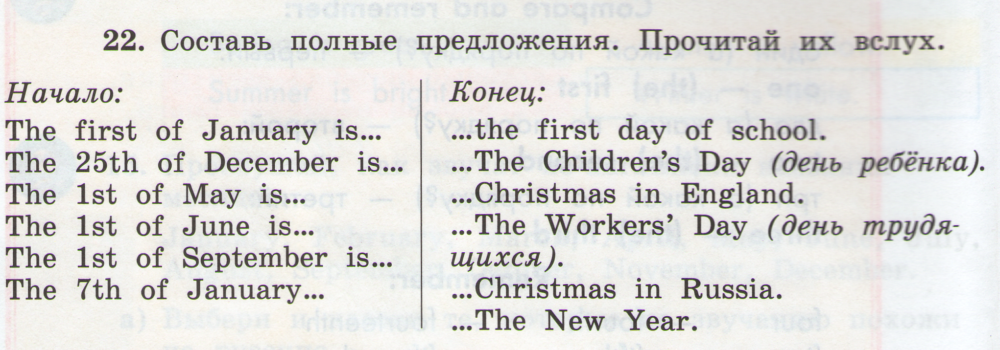 22. Составь полные предложения. Прочитай их вслух.
Начало:
The first of January is...
The 25th of December is...
The 1st of May is...
The 1st of June is...
The 1st of September is...
The 7th of January...
Конец:
...the first day of school.
...The Children's Day (день ребёнка).
...Christmas in England.
...The Workers' Day (день трудя-
щихся).
...Christmas in Russia.
...The New Year.